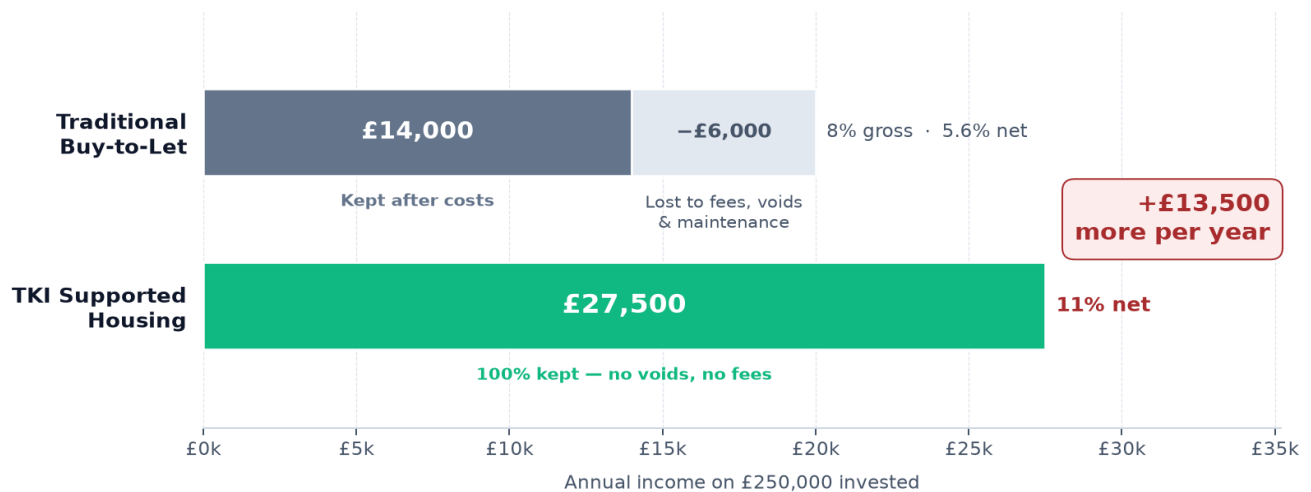 Traditional
Buy-to-Let
£14,000
−£6,000
8% gross · 5.6% net
Kept after costs
Lost to fees, voids
& maintenance
+£13,500
more per year
TKI Supported
Housing
£27,500
11% net
100% kept — no voids, no fees
£0k £5k £10k £15k £20k £25k £30k £35k
Annual income on £250,000 invested